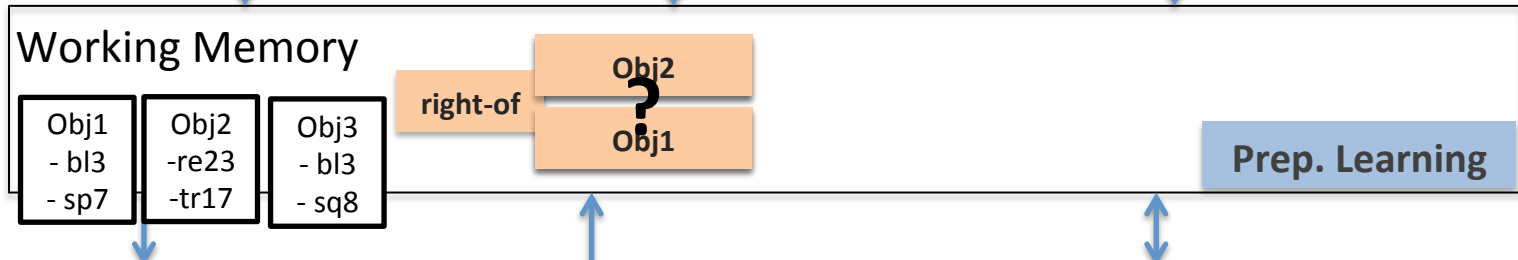 Working Memory
Obj1
- bl3
- sp7
Obj2
-re23
-tr17
Obj3
- bl3
- sq8
right-of
Obj2
?
Obj1
Prep. Learning